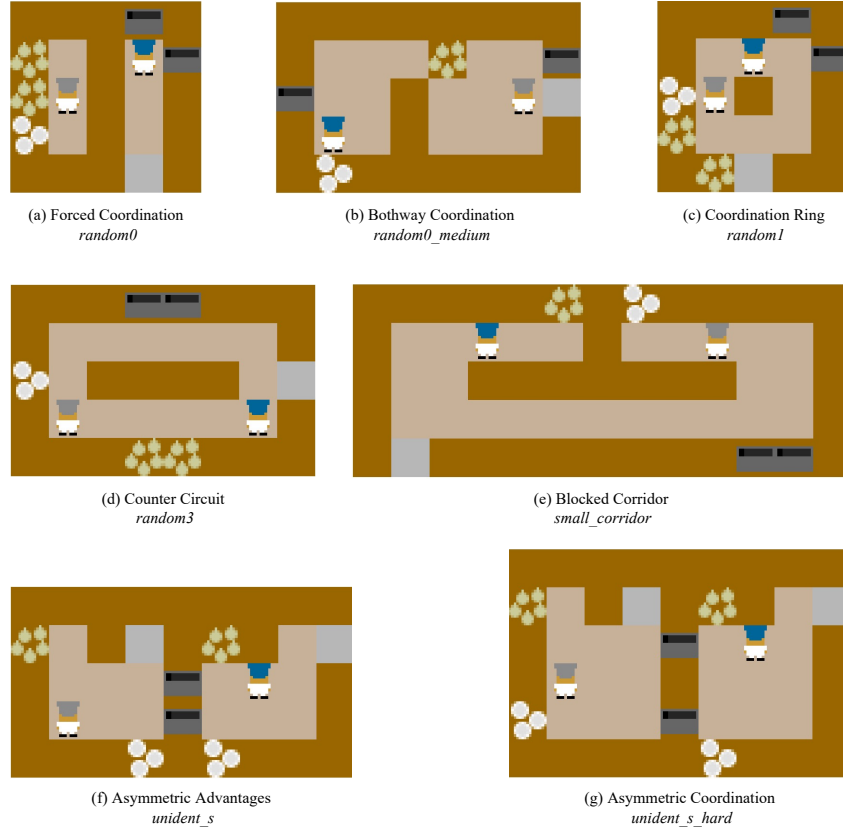 (a) Forced Coordination
random0
(b) Bothway Coordination
random0_medium
(c) Coordination Ring
random1
(d) Counter Circuit
random3
(e) Blocked Corridor
small_corridor
(f) Asymmetric Advantages
unident_s
(g) Asymmetric Coordination
unident_s_hard